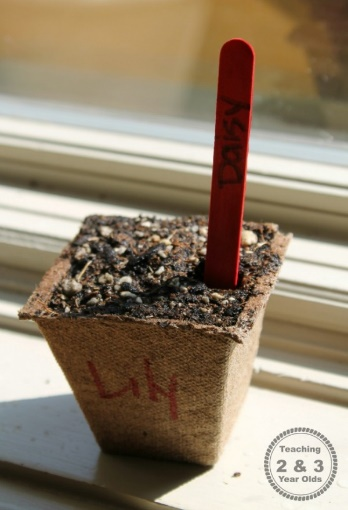 Daisy
Lily
Teaching
2 & 3
Year Olds